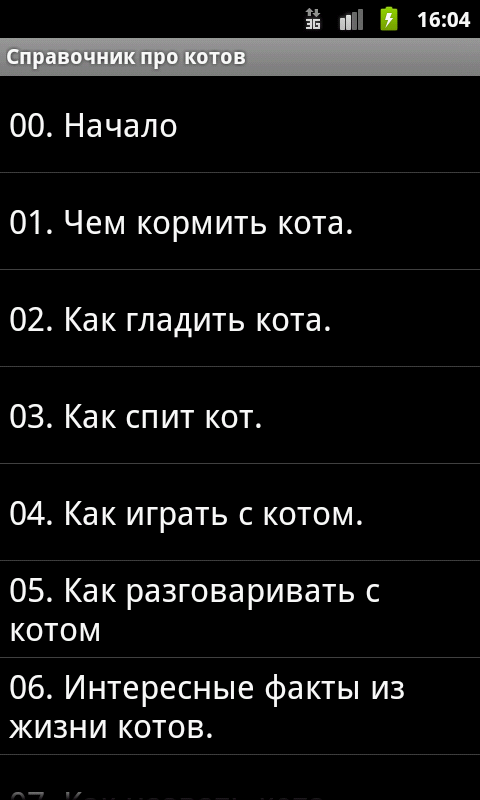 3G 16:04
Справочник про котов
00. Начало
01. Чем кормить кота.
02. Как гладить кота.
03. Как спит кот.
04. Как играть с котом.
05. Как разговаривать с
котом
06. Интересные факты из
жизни котов.
07. Как